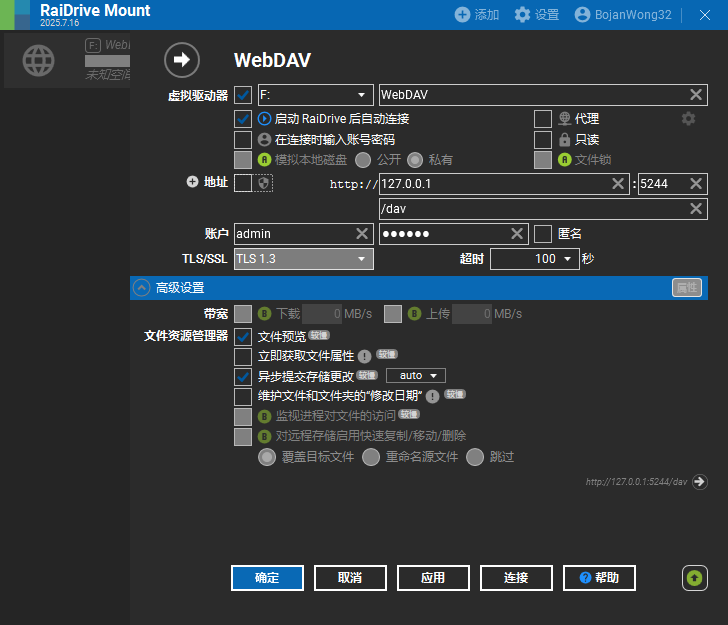 RaiDrive Mount
2025.7.16
添加 设置 BojanWong32
F: Web
未知空间
WebDAV
虚拟驱动器 F: WebDAV
启动 RaiDrive 后自动连接 代理
在连接时输入账号密码 只读
A 模拟本地磁盘 公开 私有 A 文件锁
地址 http:// 127.0.0.1 : 5244
/dav
账户 admin ●●●●●● 匿名
TLS/SSL TLS 1.3 超时 100 秒
高级设置 属性
带宽 B 下载 0 MB/s B 上传 0 MB/s
文件资源管理器 文件预览 较慢
立即获取文件属性 ! 较慢
异步提交存储更改 较慢 auto
维护文件和文件夹的“修改日期” ! 较慢
B 监视进程对文件的访问 较慢
B 对远程存储启用快速复制/移动/删除
覆盖目标文件 重命名源文件 跳过
http://127.0.0.1:5244/dav
确定 取消 应用 连接 ? 帮助